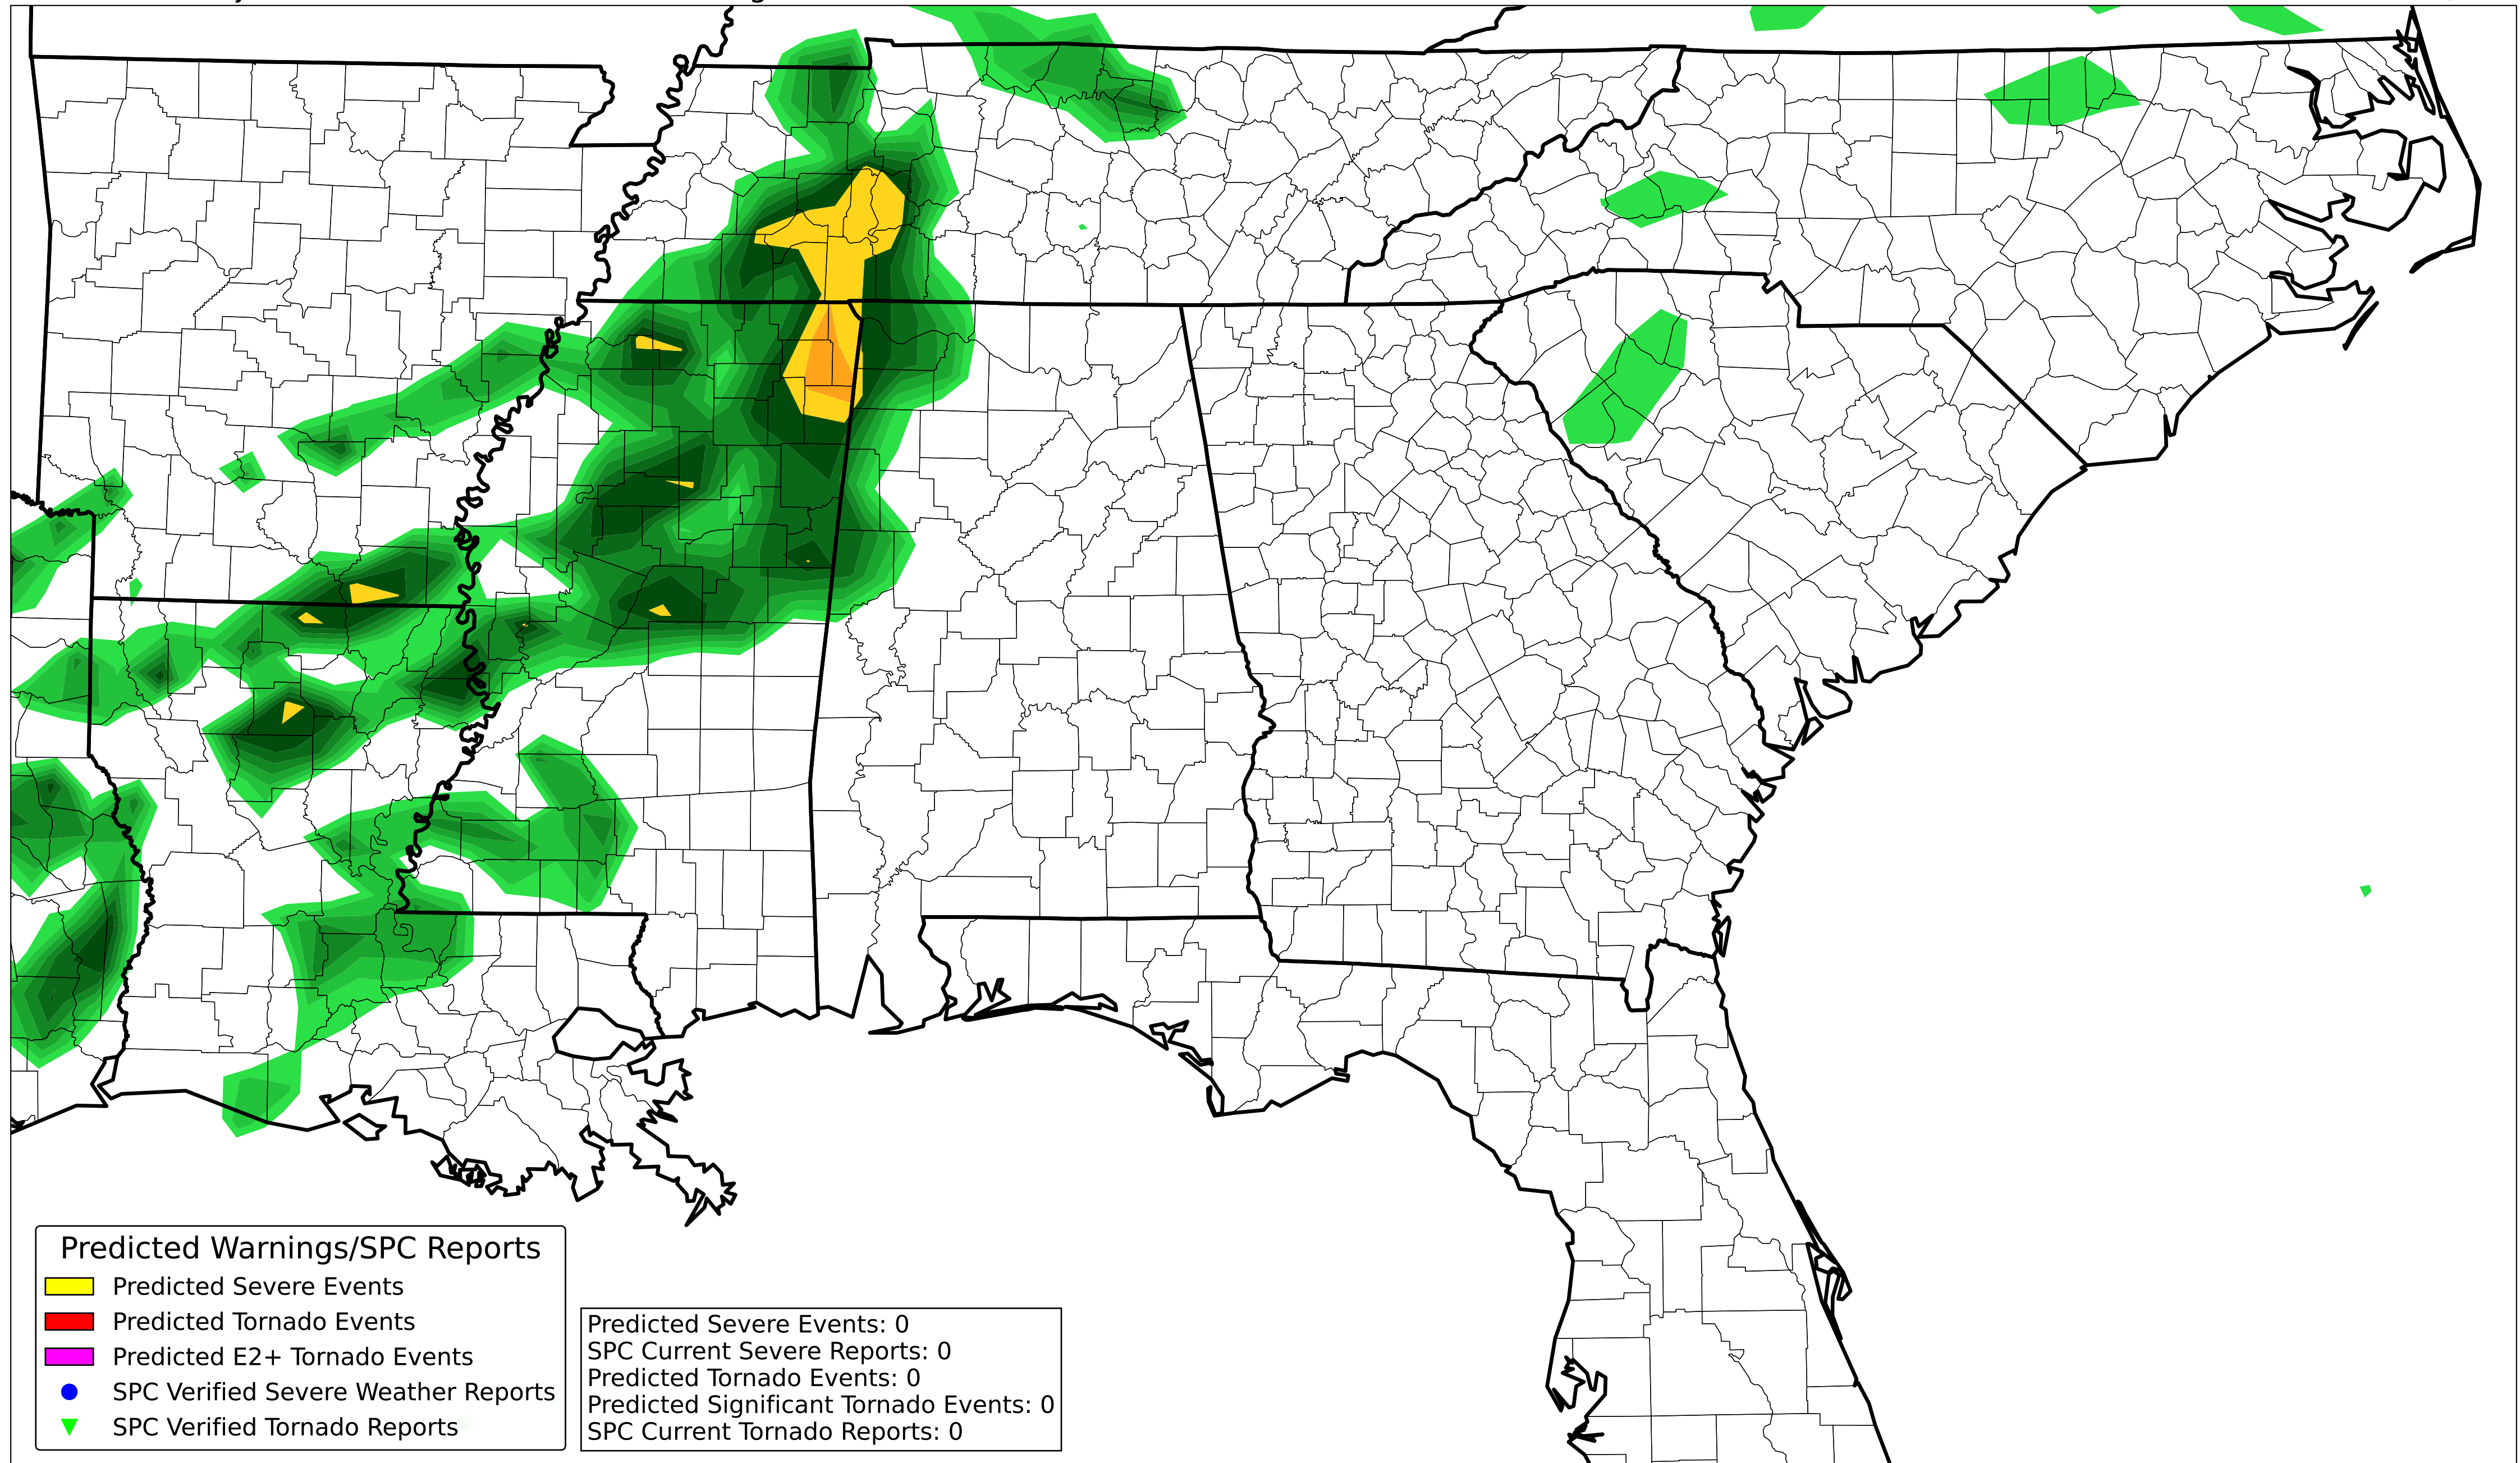 Predicted Warnings/SPC Reports
Predicted Severe Events
Predicted Tornado Events
Predicted E2+ Tornado Events
SPC Verified Severe Weather Reports
SPC Verified Tornado Reports
Predicted Severe Events: 0
SPC Current Severe Reports: 0
Predicted Tornado Events: 0
Predicted Significant Tornado Events: 0
SPC Current Tornado Reports: 0